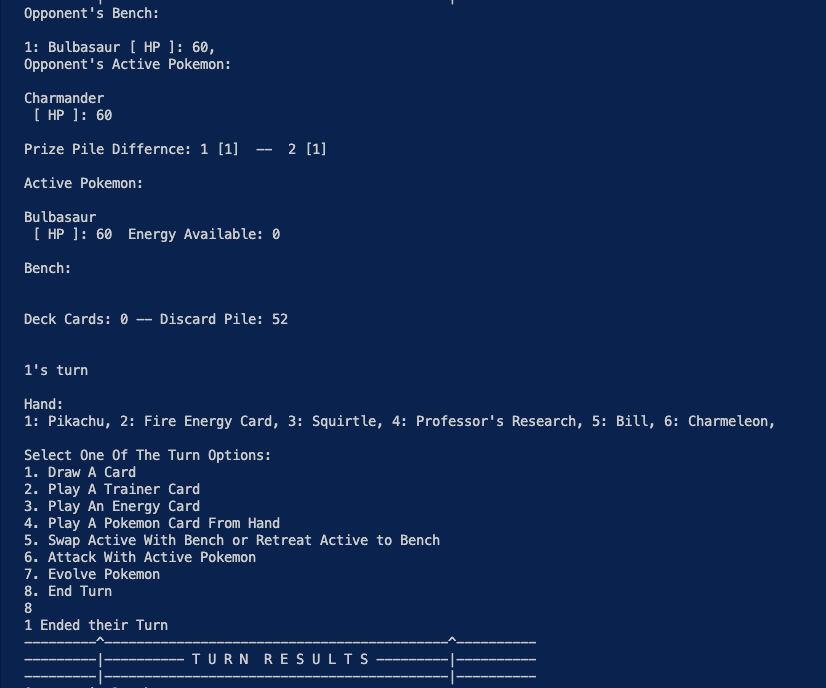 Opponent's Bench:
1: Bulbasaur [ HP ]: 60,
Opponent's Active Pokemon:
Charmander
[ HP ]: 60
Prize Pile Differnce: 1 [1]  --  2 [1]
Active Pokemon:
Bulbasaur
[ HP ]: 60  Energy Available: 0
Bench:
Deck Cards: 0 -- Discard Pile: 52
1's turn
Hand:
1: Pikachu, 2: Fire Energy Card, 3: Squirtle, 4: Professor's Research, 5: Bill, 6: Charmeleon,
Select One Of The Turn Options:
1. Draw A Card
2. Play A Trainer Card
3. Play An Energy Card
4. Play A Pokemon Card From Hand
5. Swap Active With Bench or Retreat Active to Bench
6. Attack With Active Pokemon
7. Evolve Pokemon
8. End Turn
8
1 Ended their Turn
---------^-------------------------------------------^----------
---------|---------- T U R N  R E S U L T S ---------|----------
---------|-------------------------------------------|----------